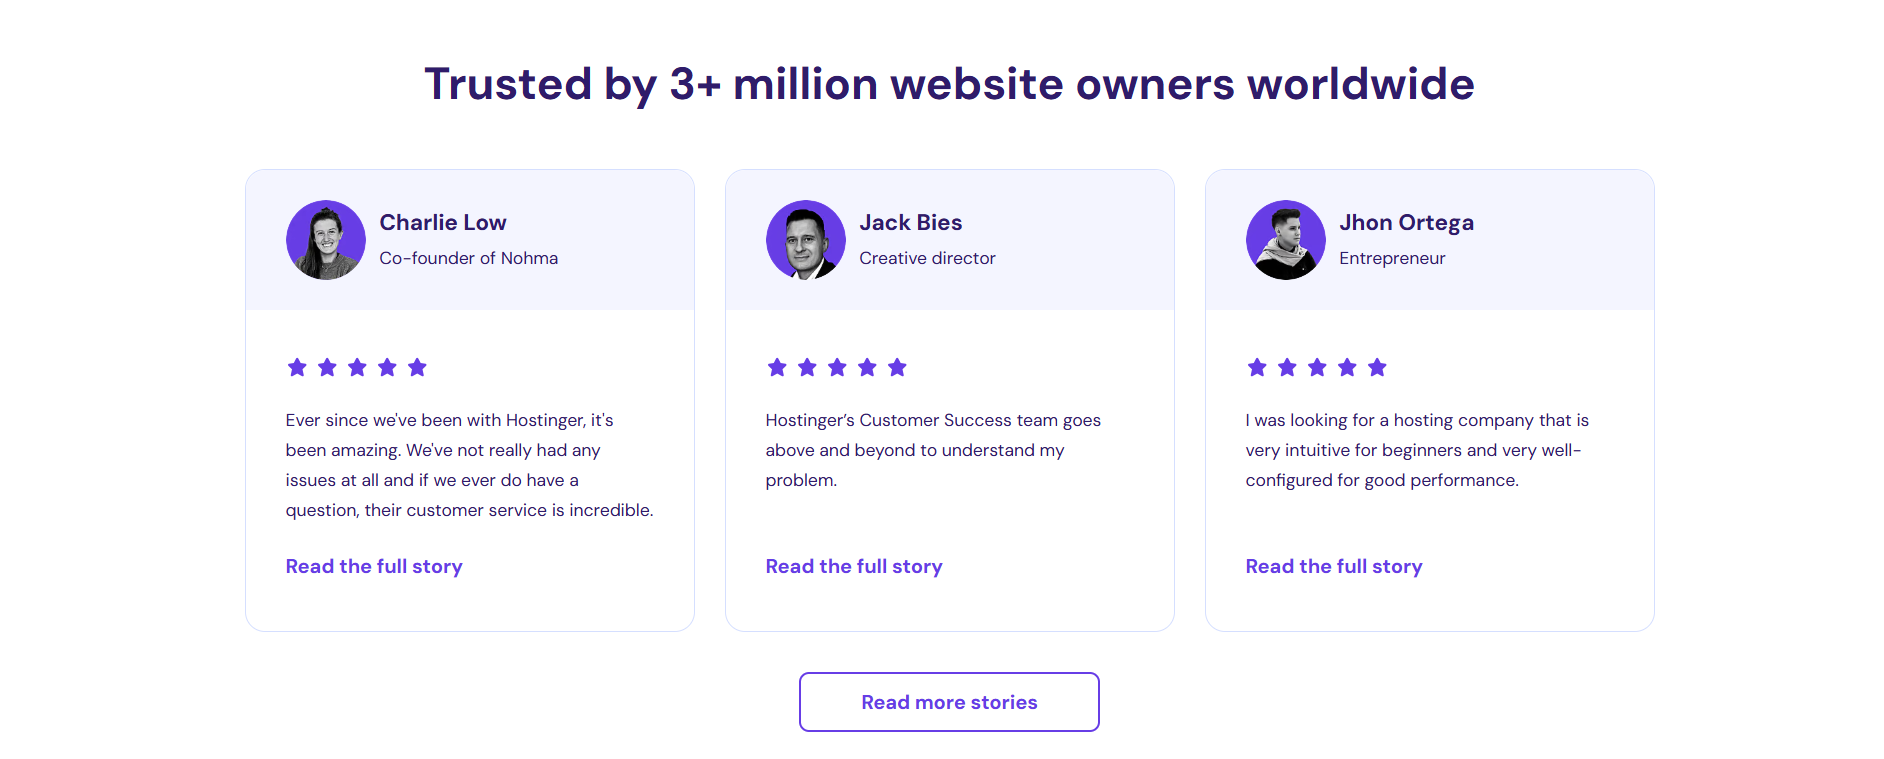 Trusted by 3+ million website owners worldwide
Charlie Low
Co-founder of Nohma
Ever since we've been with Hostinger, it's
been amazing. We've not really had any
issues at all and if we ever do have a
question, their customer service is incredible.
Read the full story
Jack Bies
Creative director
Hostinger’s Customer Success team goes
above and beyond to understand my
problem.
Read the full story
Jhon Ortega
Entrepreneur
I was looking for a hosting company that is
very intuitive for beginners and very well-
configured for good performance.
Read the full story
Read more stories